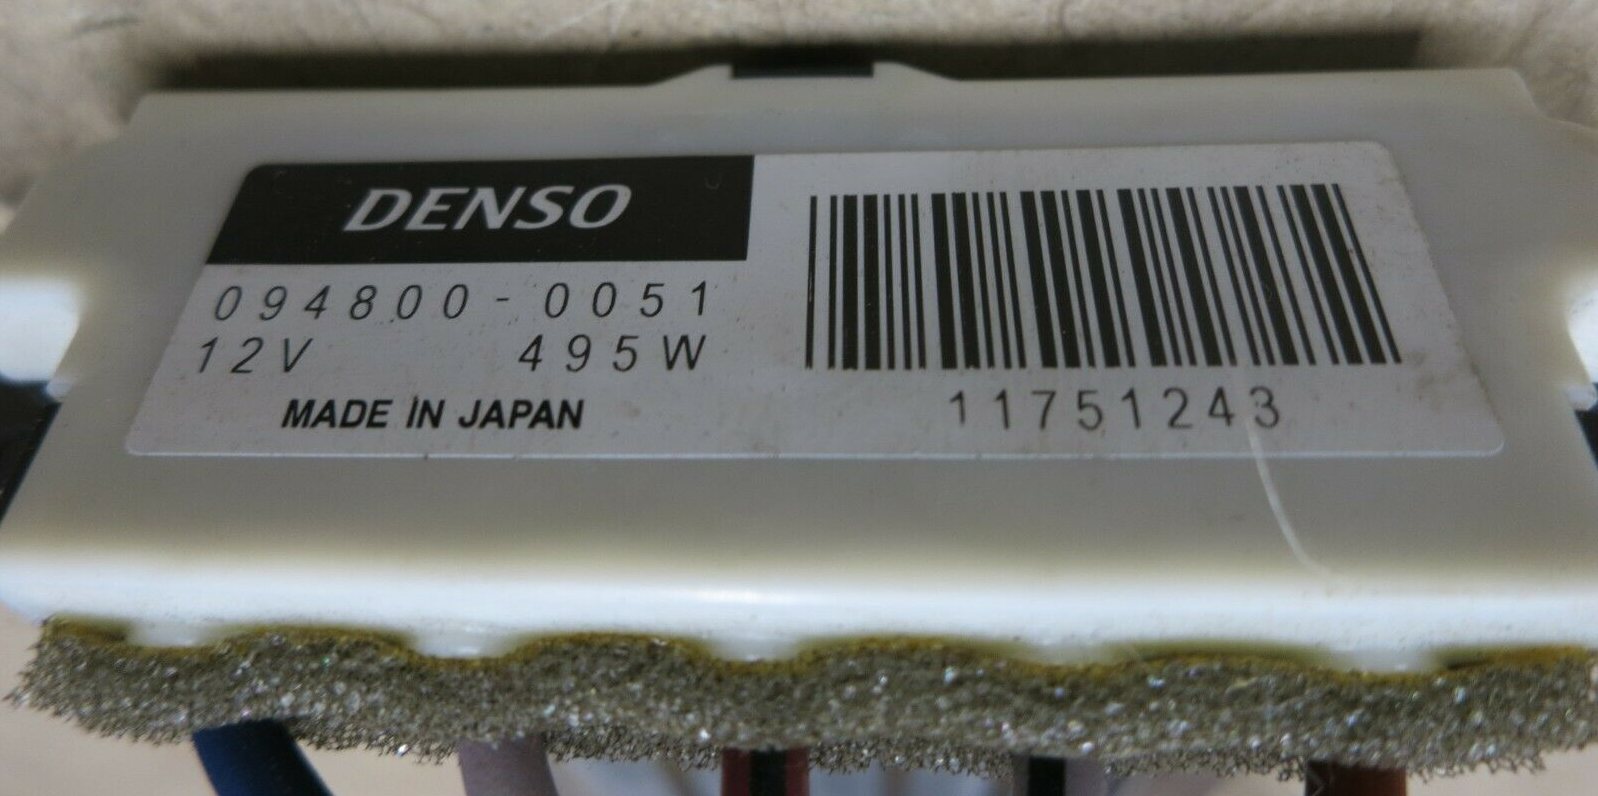 DENSO
094800-0051
12V 495W
MADE IN JAPAN
11751243